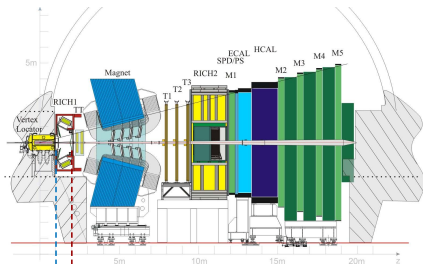 Magnet
SPD/PS
ECAL
HCAL
M1
M2
M3
M4
M5
RICH2
T1
T2
T3
RICH1
TT
Vertex
Locator
5m
5m
10m
15m
20m
z